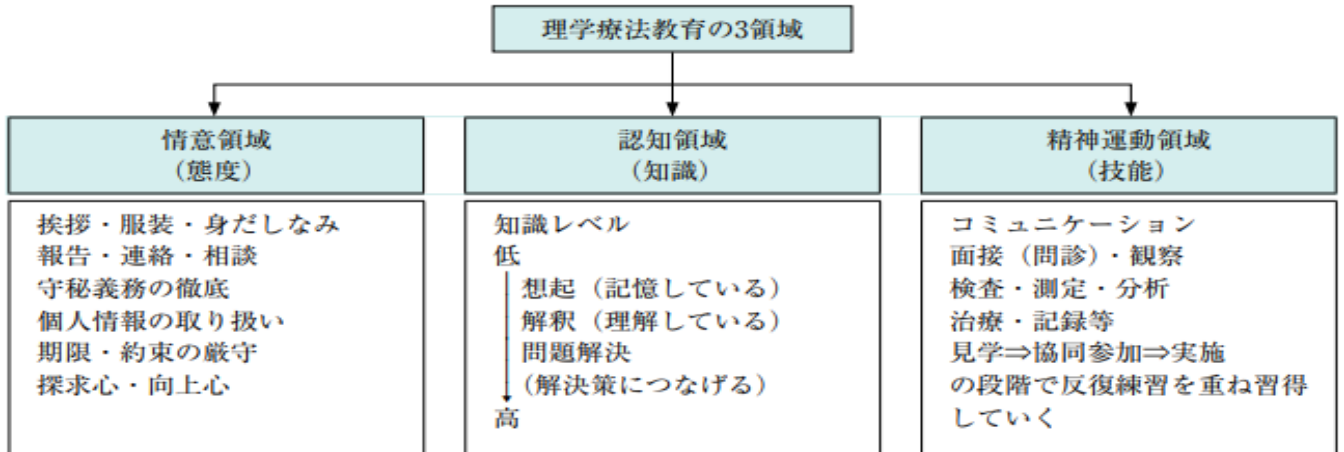 理学療法教育の3領域
情意領域
（態度）
挨拶・服装・身だしなみ
報告・連絡・相談
守秘義務の徹底
個人情報の取り扱い
期限・約束の厳守
探求心・向上心
認知領域
（知識）
知識レベル
低
想起（記憶している）
解釈（理解している）
問題解決
（解決策につなげる）
高
精神運動領域
（技能）
コミュニケーション
面接（問診）・観察
検査・測定・分析
治療・記録等
見学⇒協同参加⇒実施
の段階で反復練習を重ね習得
していく